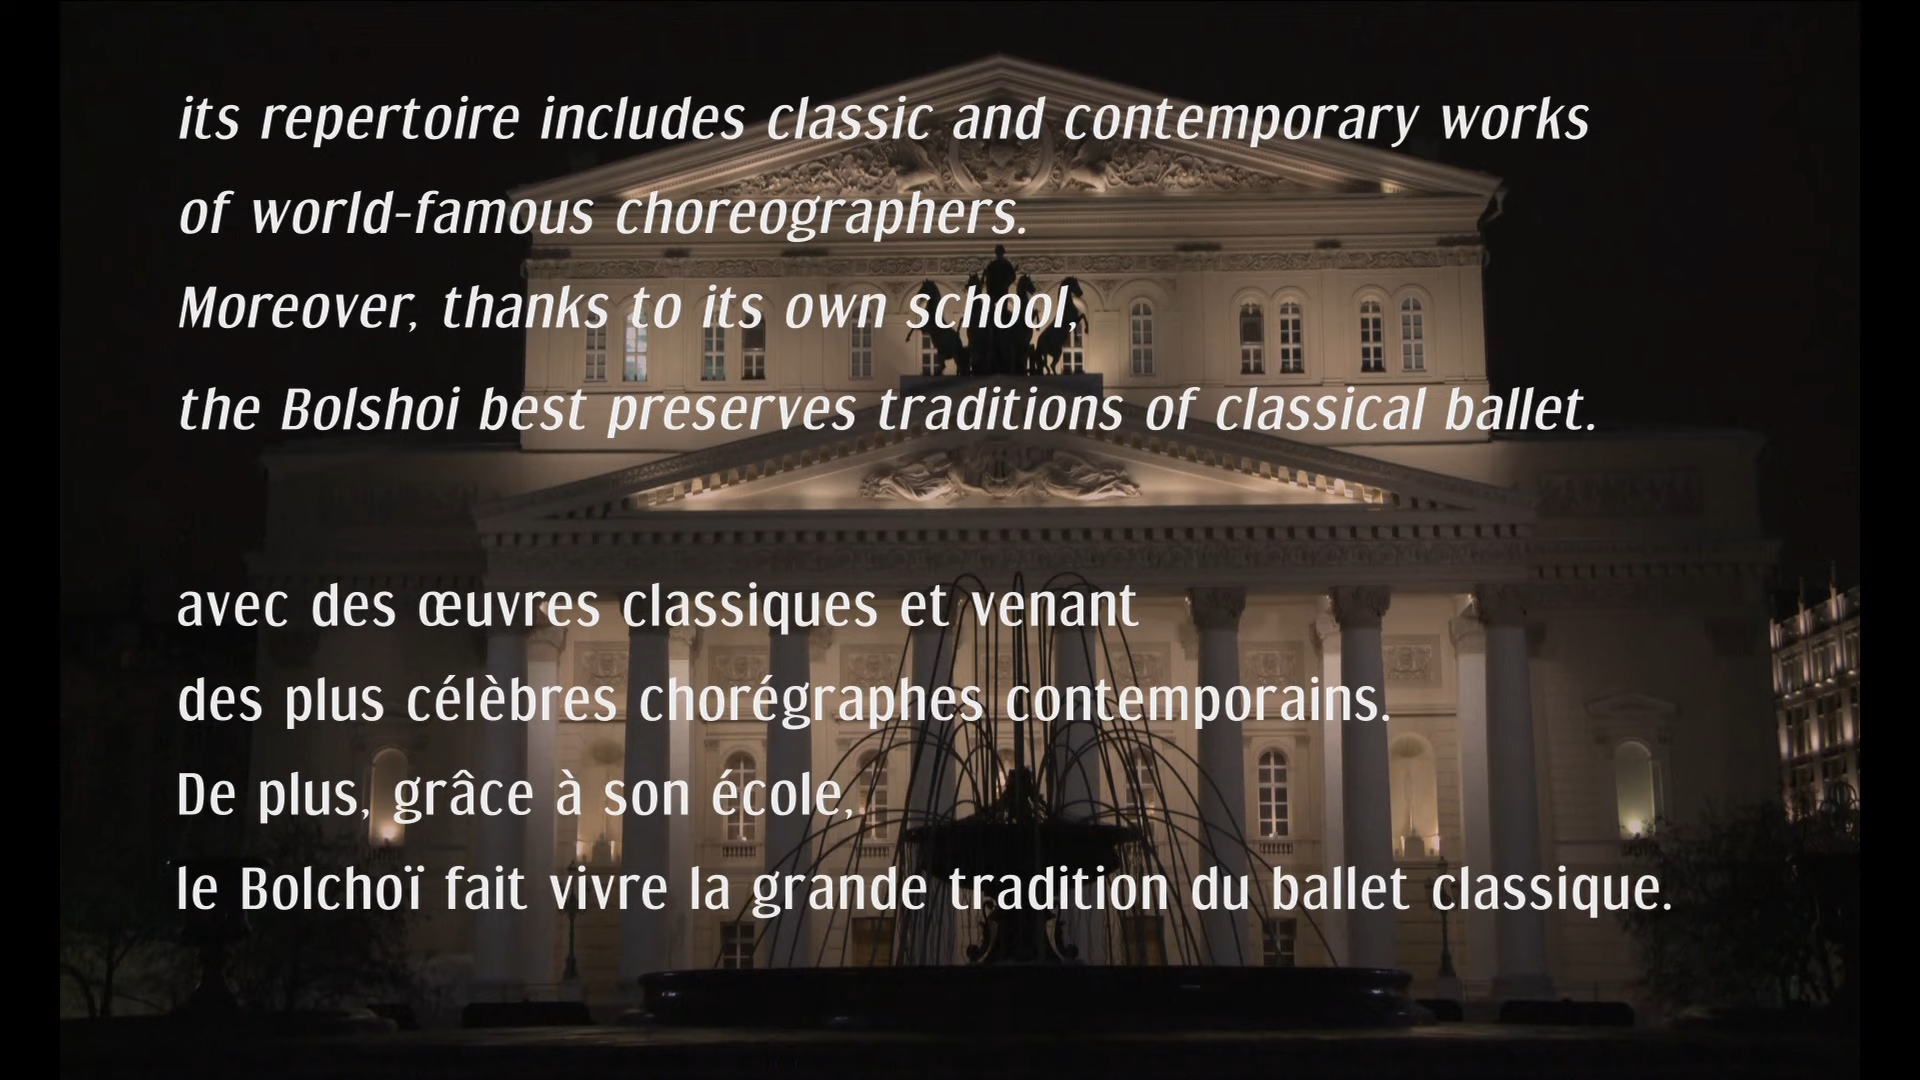 its repertoire includes classic and contemporary works
of world-famous choreographers.
Moreover, thanks to its own school,
the Bolshoi best preserves traditions of classical ballet.
avec des œuvres classiques et venant
des plus célèbres chorégraphes contemporains.
De plus, grâce à son école,
le Bolchoï fait vivre la grande tradition du ballet classique.